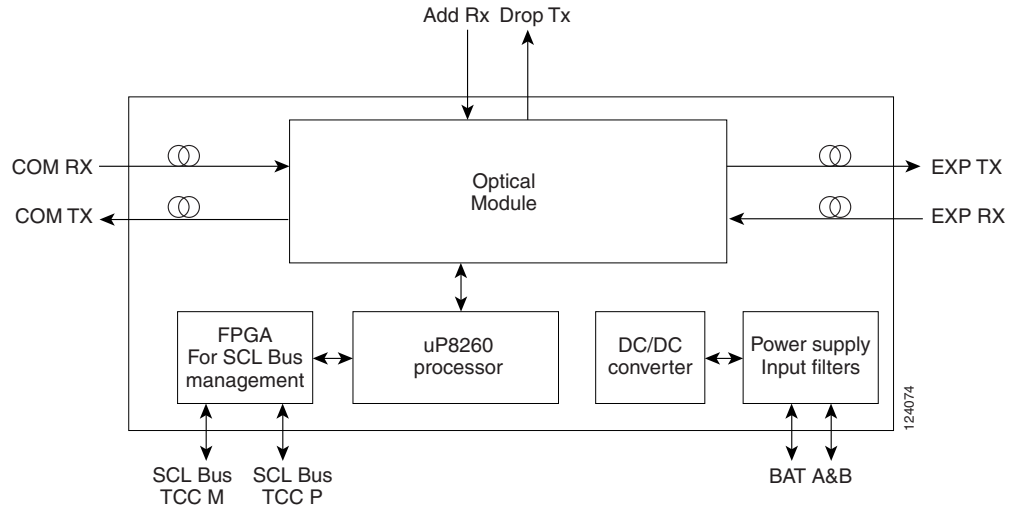 Add Rx Drop Tx
COM RX
COM TX
Optical
Module
EXP TX
EXP RX
FPGA
For SCL Bus
management
uP8260
processor
DC/DC
converter
Power supply
Input filters
124074
SCL Bus
TCC M
SCL Bus
TCC P
BAT A&B